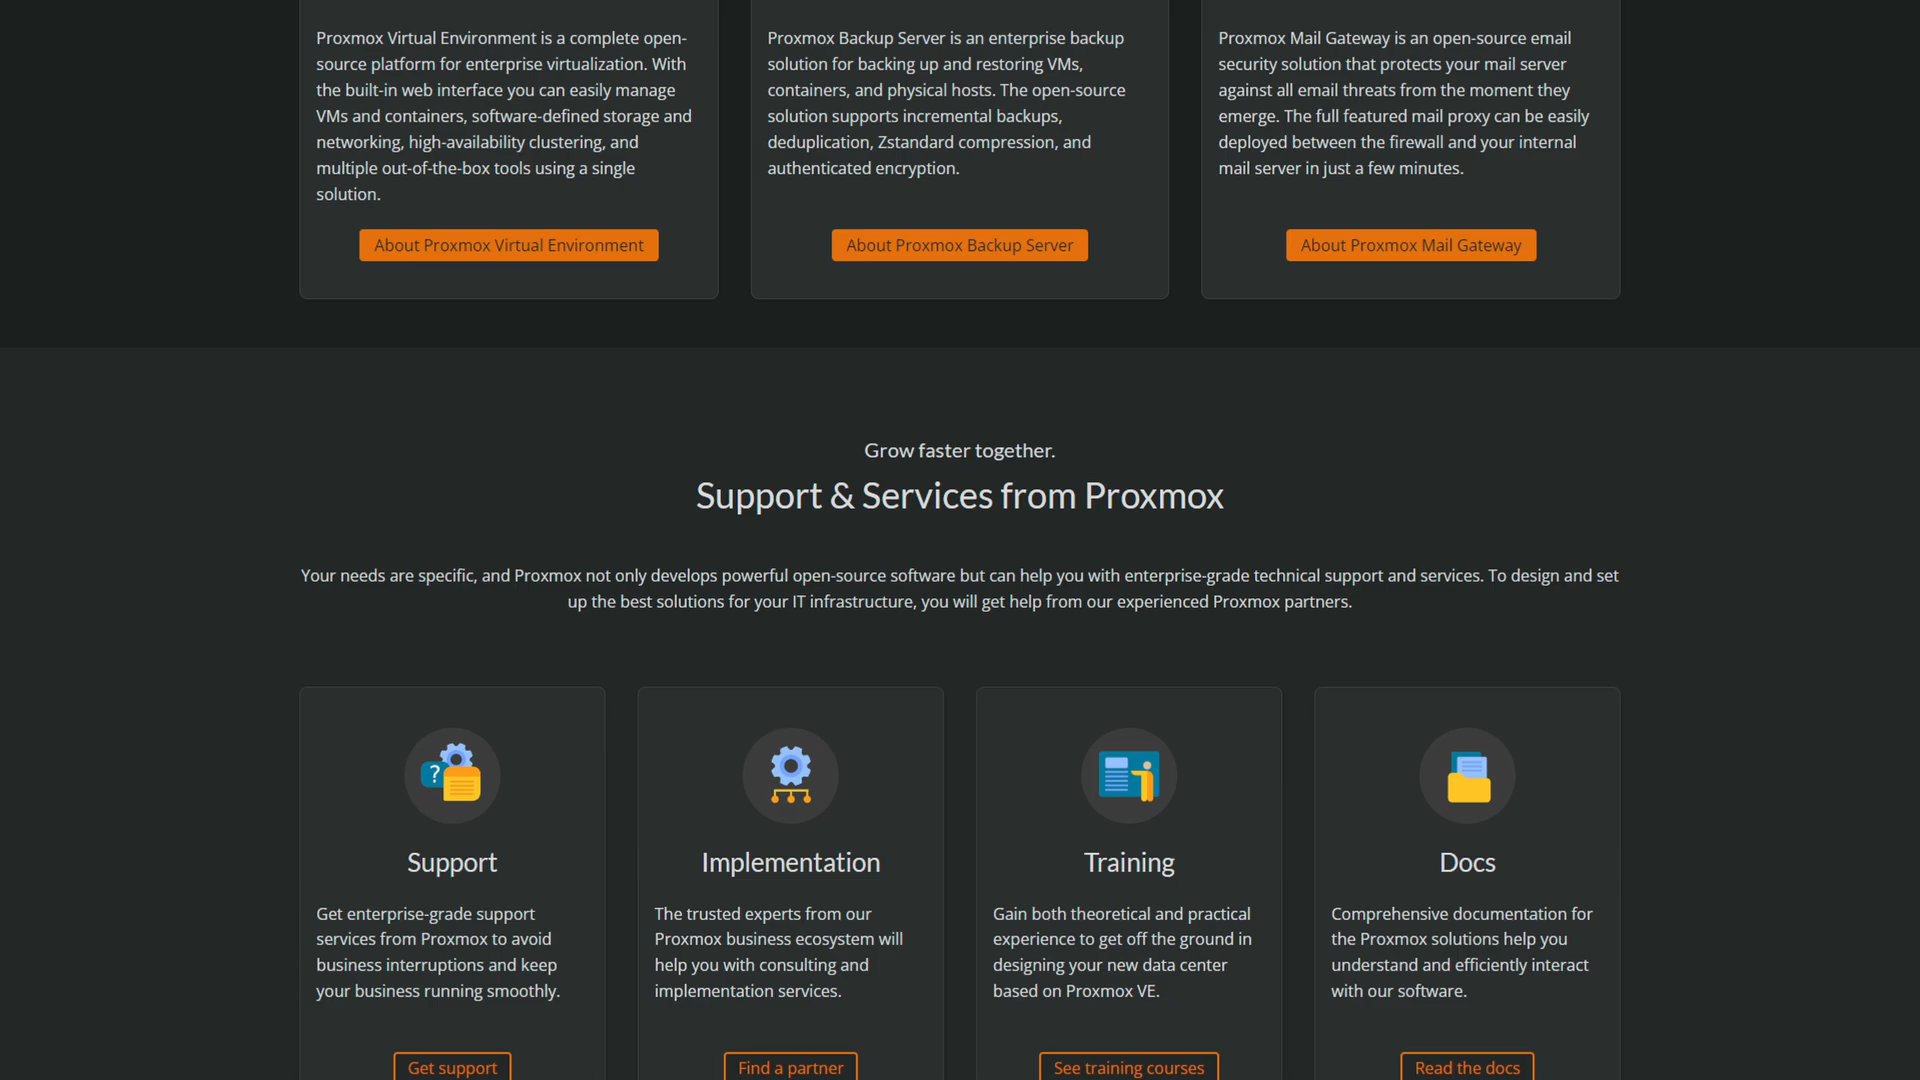 Proxmox Virtual Environment is a complete open-
source platform for enterprise virtualization. With
the built-in web interface you can easily manage
VMs and containers, software-defined storage and
networking, high-availability clustering, and
multiple out-of-the-box tools using a single
solution.
About Proxmox Virtual Environment
Proxmox Backup Server is an enterprise backup
solution for backing up and restoring VMs,
containers, and physical hosts. The open-source
solution supports incremental backups,
deduplication, Zstandard compression, and
authenticated encryption.
About Proxmox Backup Server
Proxmox Mail Gateway is an open-source email
security solution that protects your mail server
against all email threats from the moment they
emerge. The full featured mail proxy can be easily
deployed between the firewall and your internal
mail server in just a few minutes.
About Proxmox Mail Gateway
Grow faster together.
Support & Services from Proxmox
Your needs are specific, and Proxmox not only develops powerful open-source software but can help you with enterprise-grade technical support and services. To design and set
up the best solutions for your IT infrastructure, you will get help from our experienced Proxmox partners.
?
Support
Get enterprise-grade support
services from Proxmox to avoid
business interruptions and keep
your business running smoothly.
Get support
Implementation
The trusted experts from our
Proxmox business ecosystem will
help you with consulting and
implementation services.
Find a partner
Training
Gain both theoretical and practical
experience to get off the ground in
designing your new data center
based on Proxmox VE.
See training courses
Docs
Comprehensive documentation for
the Proxmox solutions help you
understand and efficiently interact
with our software.
Read the docs